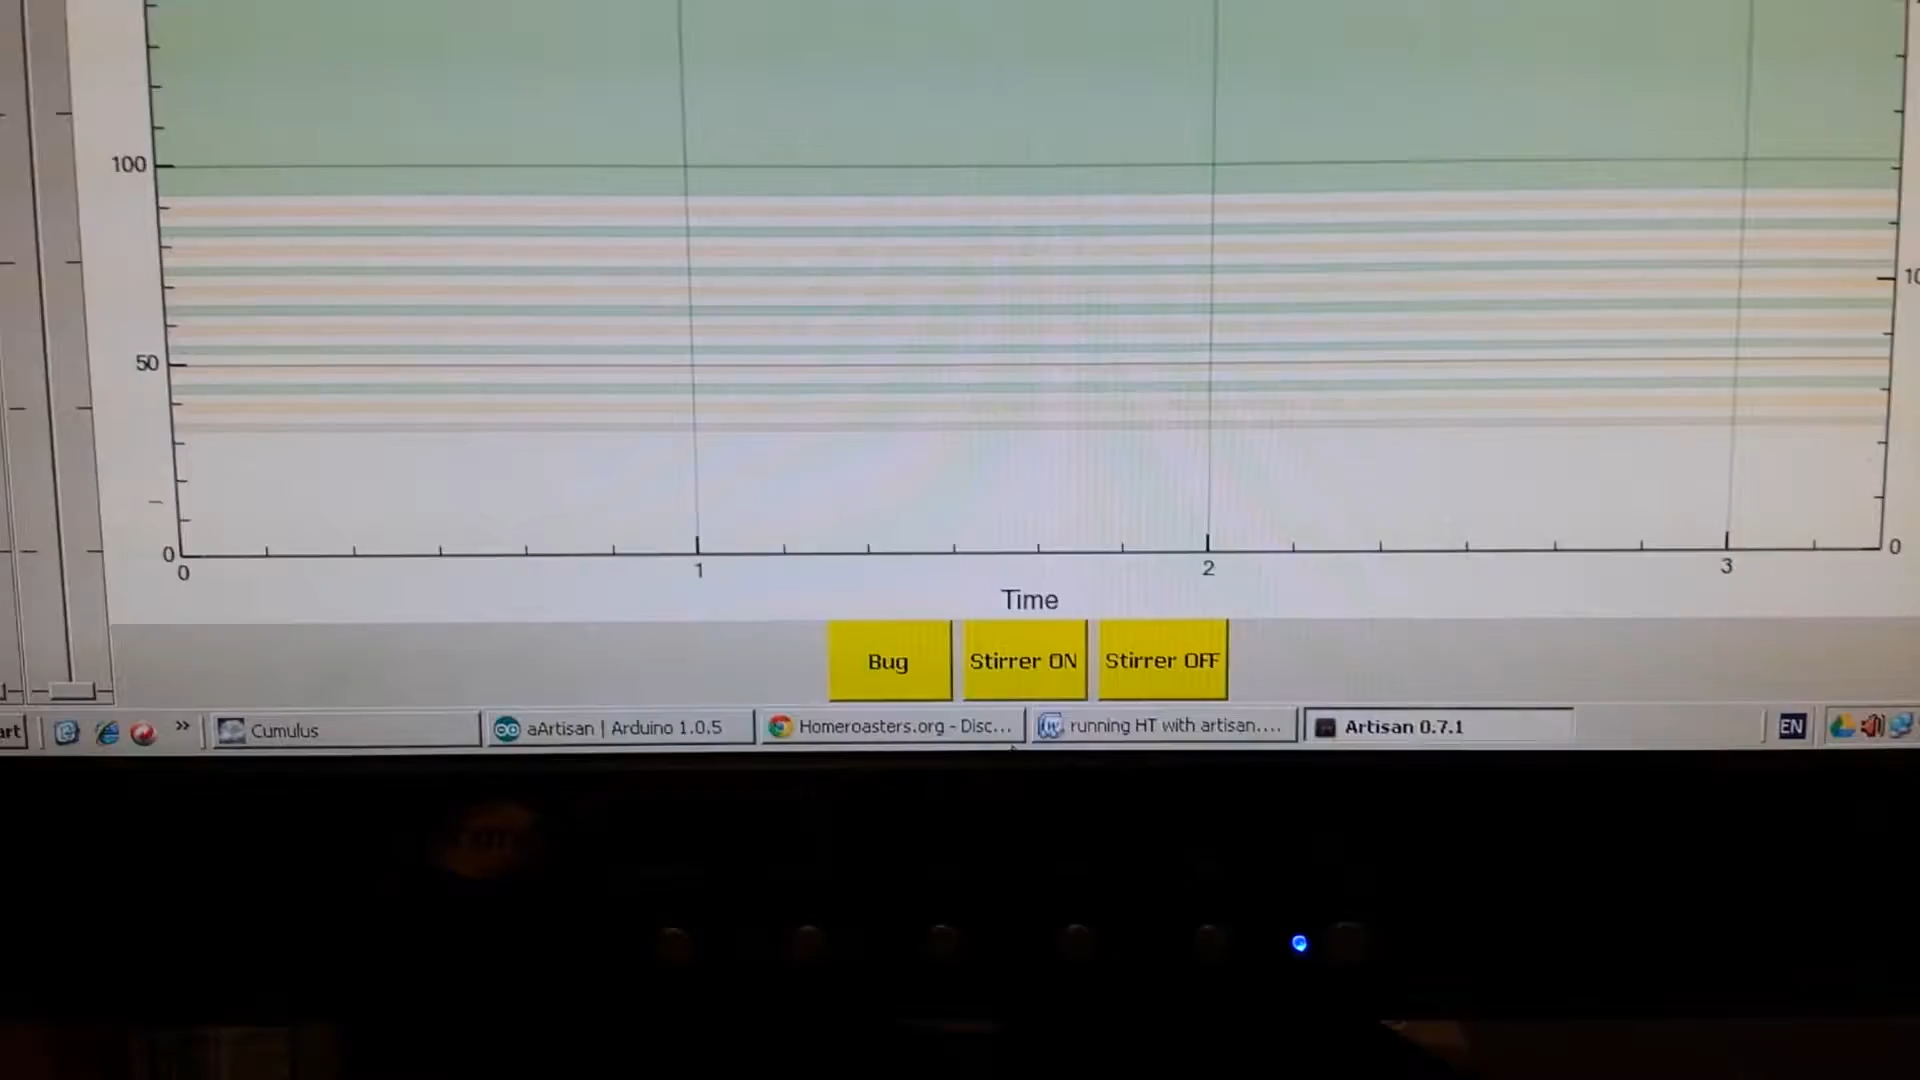 100
10
50
0
0
0
1
2
3
Time
Bug
Stirrer ON
Stirrer OFF
art
»
Cumulus
aArtisan | Arduino 1.0.5
Homeroasters.org - Disc...
running HT with artisan....
Artisan 0.7.1
EN